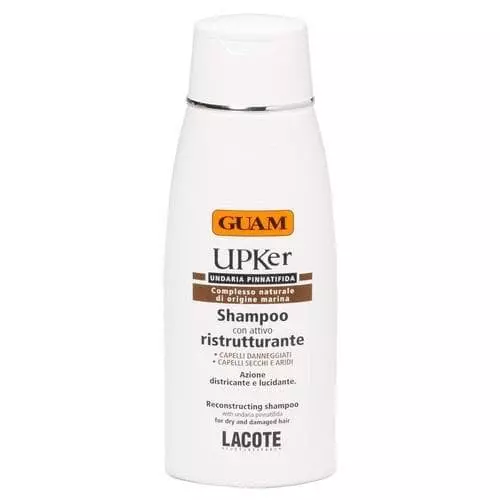 GUAM
UPKer
UNDARIA PINNATIFIDA
Complesso naturale
di origine marina
Shampoo
con attivo
ristrutturante
• CAPELLI DANNEGGIATI
• CAPELLI SECCHI E ARIDI
Azione
districante e lucidante.
Reconstructing shampoo
with undaria pinnatifida
for dry and damaged hair
LACOTE